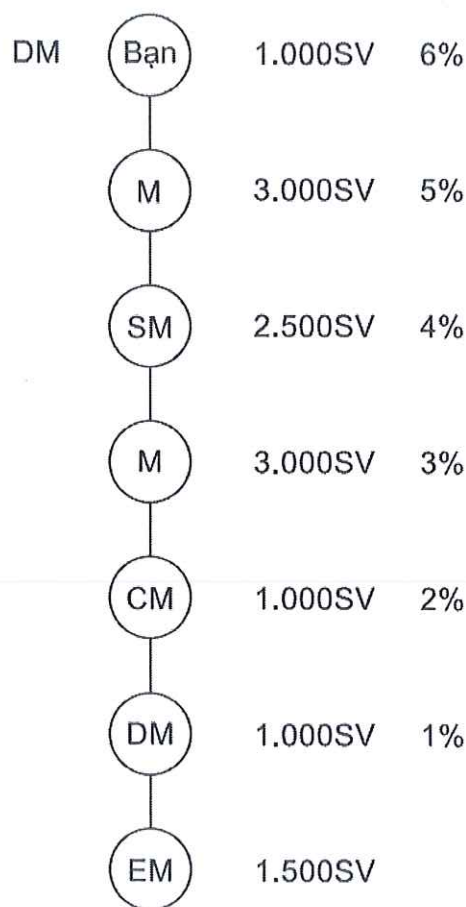 DM Bạn 1.000SV 6%
M 3.000SV 5%
SM 2.500SV 4%
M 3.000SV 3%
CM 1.000SV 2%
DM 1.000SV 1%
EM 1.500SV